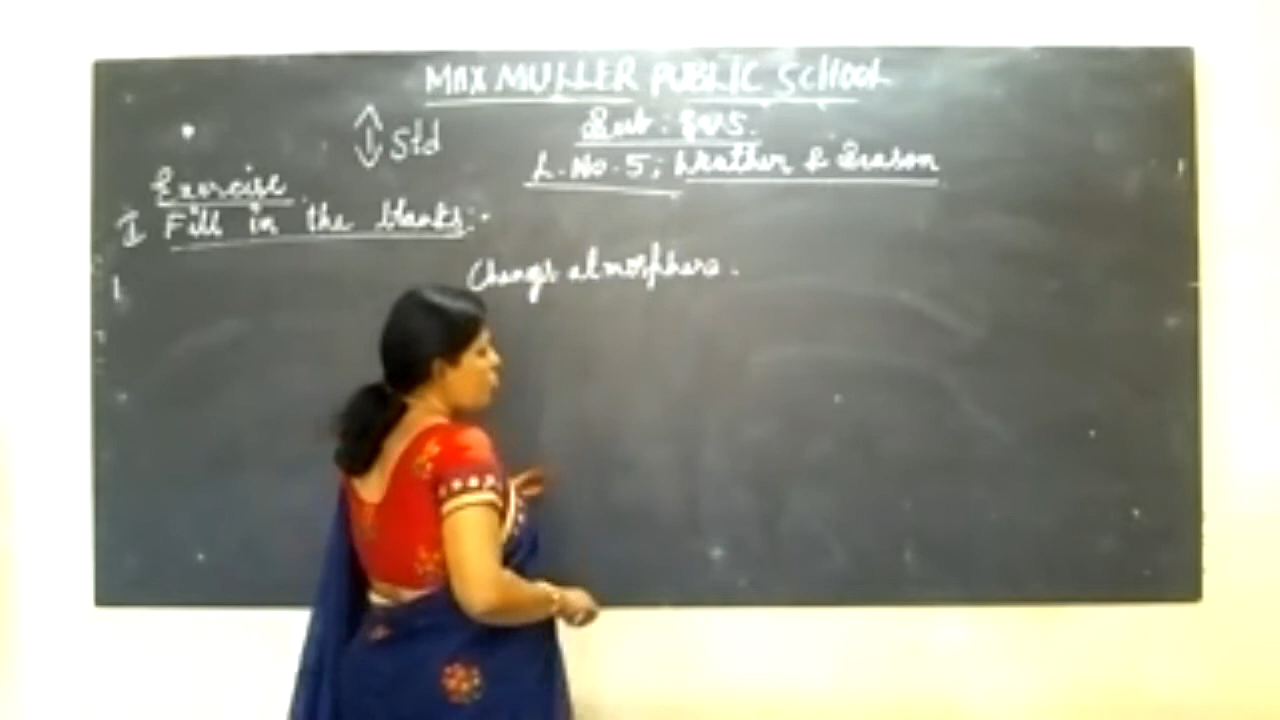 MAX MULLER PUBLIC SCHOOL
Sub: EVS.
I Std
L.No.5; Weather & Season
Exercise
I Fill in the blanks:-
1. Change atmosphere.